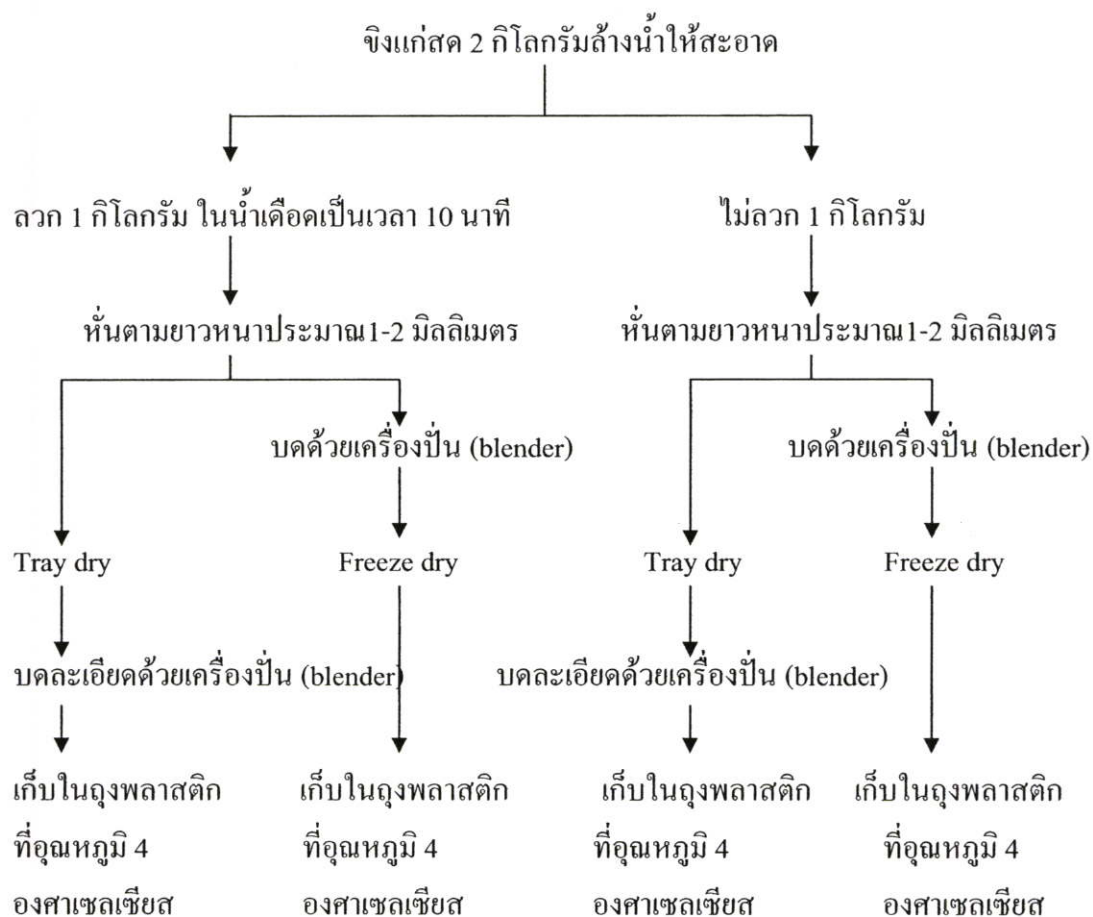 ขิงแก่สด 2 กิโลกรัมล้างน้ำให้สะอาด
ลวก 1 กิโลกรัม ในน้ำเดือดเป็นเวลา 10 นาที
ไม่ลวก 1 กิโลกรัม
หั่นตามยาวหนาประมาณ1-2 มิลลิเมตร
หั่นตามยาวหนาประมาณ1-2 มิลลิเมตร
บดด้วยเครื่องปั่น (blender)
บดด้วยเครื่องปั่น (blender)
Tray dry
Freeze dry
Tray dry
Freeze dry
บดละเอียดด้วยเครื่องปั่น (blender)
บดละเอียดด้วยเครื่องปั่น (blender)
เก็บในถุงพลาสติก
ที่อุณหภูมิ 4
องศาเซลเซียส
เก็บในถุงพลาสติก
ที่อุณหภูมิ 4
องศาเซลเซียส
เก็บในถุงพลาสติก
ที่อุณหภูมิ 4
องศาเซลเซียส
เก็บในถุงพลาสติก
ที่อุณหภูมิ 4
องศาเซลเซียส